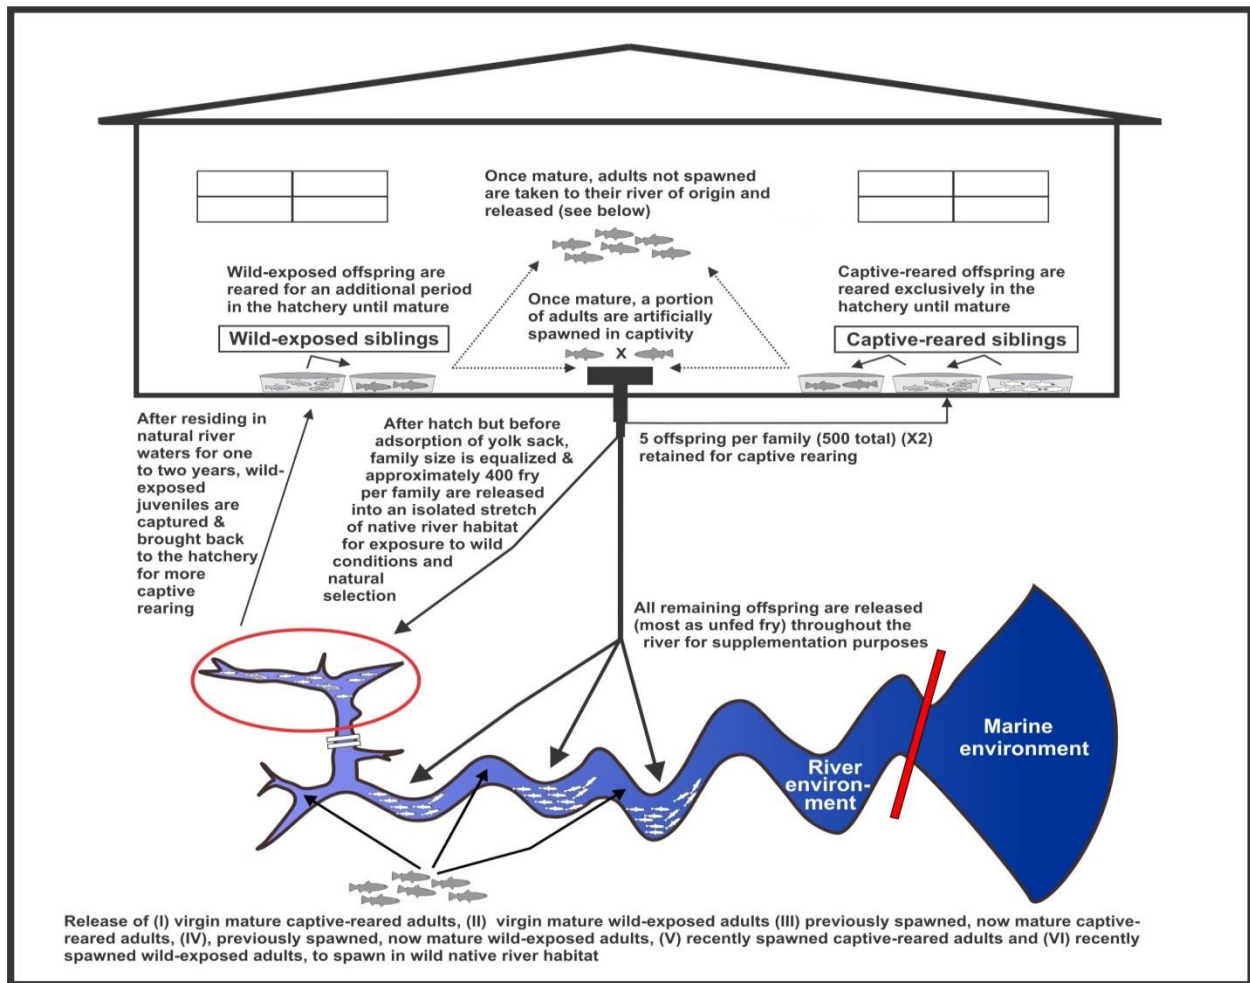 Once mature, adults not spawned
are taken to their river of origin and
released (see below)
Wild-exposed offspring are
reared for an additional period
in the hatchery until mature
Wild-exposed siblings
Once mature, a portion
of adults are artificially
spawned in captivity
X
Captive-reared offspring are
reared exclusively in the
hatchery until mature
Captive-reared siblings
After residing in
natural river
waters for one
to two years, wild-
exposed
juveniles are
captured &
brought back
to the hatchery
for more
captive
rearing
After hatch but before
adsorption of yolk sack,
family size is equalized &
approximately 400 fry
per family are released
into an isolated stretch
of native river habitat
for exposure to wild
conditions and
natural
selection
5 offspring per family (500 total) (X2)
retained for captive rearing
All remaining offspring are released
(most as unfed fry) throughout the
river for supplementation purposes
River
environ-
ment
Marine
environment
Release of (I) virgin mature captive-reared adults, (II) virgin mature wild-exposed adults (III) previously spawned, now mature captive-
reared adults, (IV), previously spawned, now mature wild-exposed adults, (V) recently spawned captive-reared adults and (VI) recently
spawned wild-exposed adults, to spawn in wild native river habitat